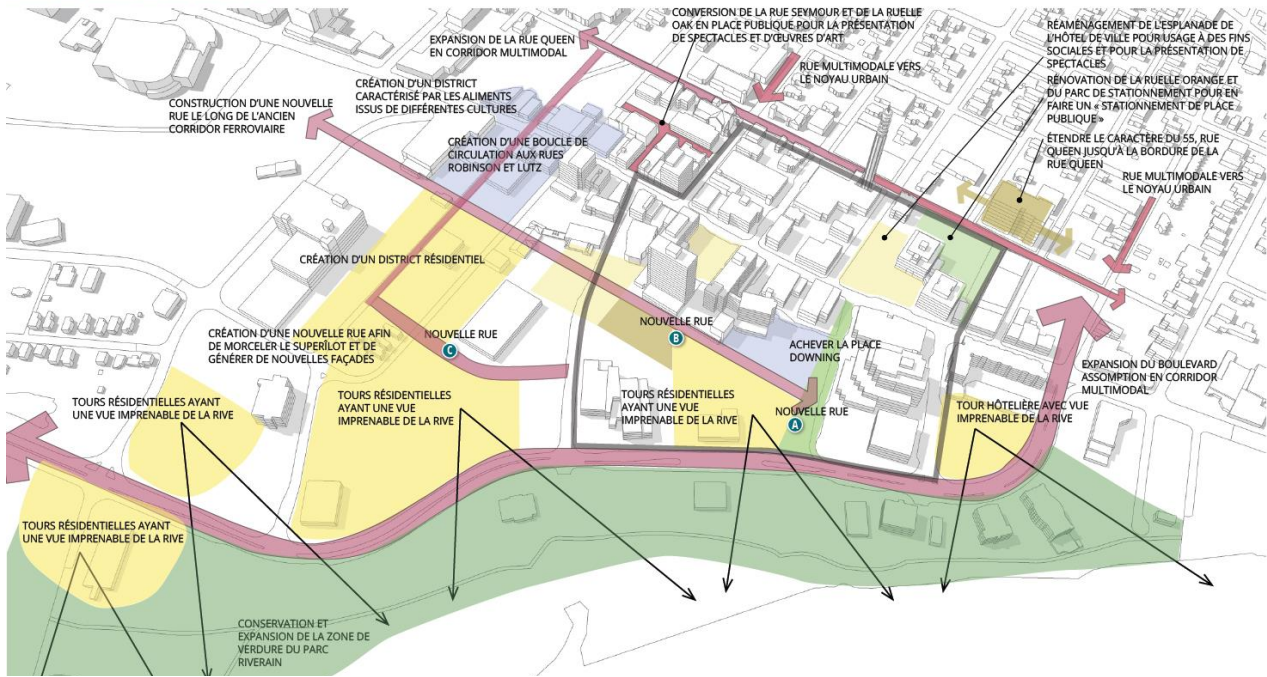 CONVERSION DE LA RUE SEYMOUR ET DE LA RUELLE
OAK EN PLACE PUBLIQUE POUR LA PRÉSENTATION
DE SPECTACLES ET D'ŒUVRES D'ART
RÉAMÉNAGEMENT DE L'ESPLANADE DE
L'HÔTEL DE VILLE POUR USAGE À DES FINS
SOCIALES ET POUR LA PRÉSENTATION DE
SPECTACLES
EXPANSION DE LA RUE QUEEN
EN CORRIDOR MULTIMODAL
RUE MULTIMODALE VERS
LE NOYAU URBAIN
RÉNOVATION DE LA RUELLE ORANGE ET
DU PARC DE STATIONNEMENT POUR EN
FAIRE UN « STATIONNEMENT DE PLACE
PUBLIQUE »
CRÉATION D'UN DISTRICT
CARACTÉRISÉ PAR LES ALIMENTS
ISSUS DE DIFFÉRENTES CULTURES
CONSTRUCTION D'UNE NOUVELLE
RUE LE LONG DE L'ANCIEN
CORRIDOR FERROVIAIRE
CRÉATION D'UNE BOUCLE DE
CIRCULATION AUX RUES
ROBINSON ET LUTZ
ÉTENDRE LE CARACTÈRE DU 55, RUE
QUEEN JUSQU'À LA BORDURE DE LA
RUE QUEEN
RUE MULTIMODALE VERS
LE NOYAU URBAIN
CRÉATION D'UN DISTRICT RÉSIDENTIEL
CRÉATION D'UNE NOUVELLE RUE AFIN
DE MORCELER LE SUPERÎLOT ET DE
GÉNÉRER DE NOUVELLES FAÇADES
NOUVELLE RUE
C
NOUVELLE RUE
B
ACHEVER LA PLACE
DOWNING
EXPANSION DU BOULEVARD
ASSOMPTION EN CORRIDOR
MULTIMODAL
TOURS RÉSIDENTIELLES AYANT
UNE VUE IMPRENABLE DE LA RIVE
TOURS RÉSIDENTIELLES
AYANT UNE VUE
IMPRENABLE DE LA RIVE
TOURS RÉSIDENTIELLES
AYANT UNE VUE
IMPRENABLE DE LA RIVE
NOUVELLE RUE
A
TOUR HÔTELIÈRE AVEC VUE
IMPRENABLE DE LA RIVE
TOURS RÉSIDENTIELLES AYANT
UNE VUE IMPRENABLE DE LA RIVE
CONSERVATION ET
EXPANSION DE LA ZONE DE
VERDURE DU PARC
RIVERAIN